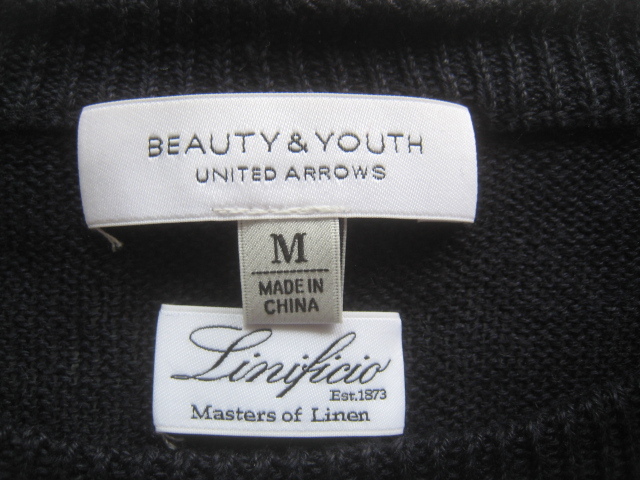 BEAUTY & YOUTH
UNITED ARROWS
M
MADE IN
CHINA
Linificio
Est.1873
Masters of Linen